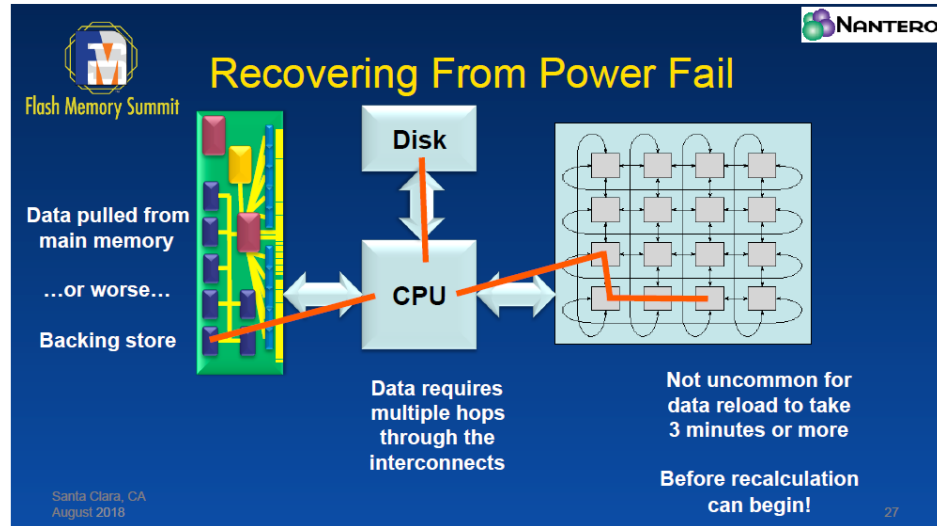 NANTERO
Recovering From Power Fail
Flash Memory Summit
Disk
Data pulled from
main memory
…or worse…
Backing store
CPU
Data requires
multiple hops
through the
interconnects
Not uncommon for
data reload to take
3 minutes or more
Before recalculation
can begin!
Santa Clara, CA
August 2018
27